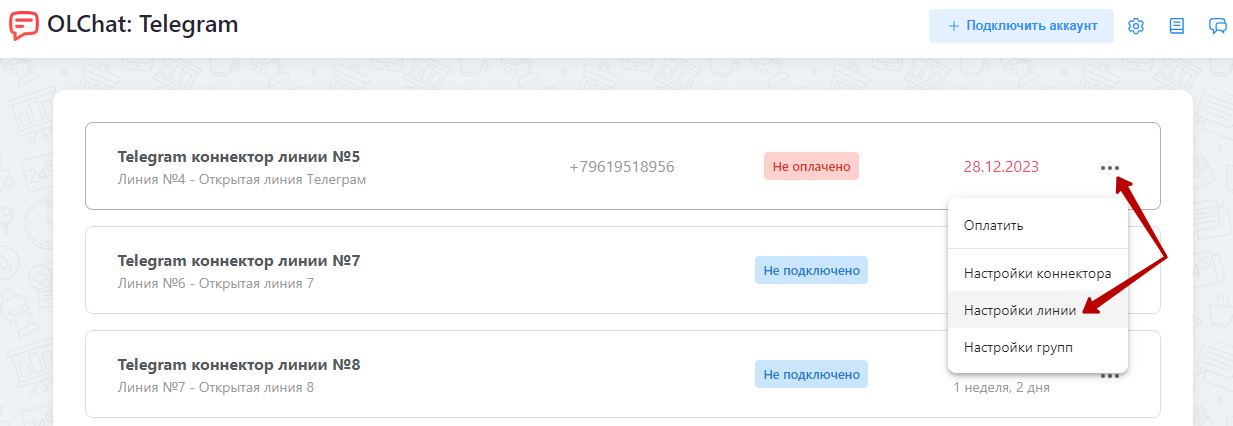 OLChat: Telegram
+ Подключить аккаунт
Telegram коннектор линии №5
Линия №4 - Открытая линия Телеграм
+79619518956
Не оплачено
28.12.2023
Оплатить
Настройки коннектора
Настройки линии
Настройки групп
Telegram коннектор линии №7
Линия №6 - Открытая линия 7
Не подключено
Telegram коннектор линии №8
Линия №7 - Открытая линия 8
Не подключено
1 неделя, 2 дня